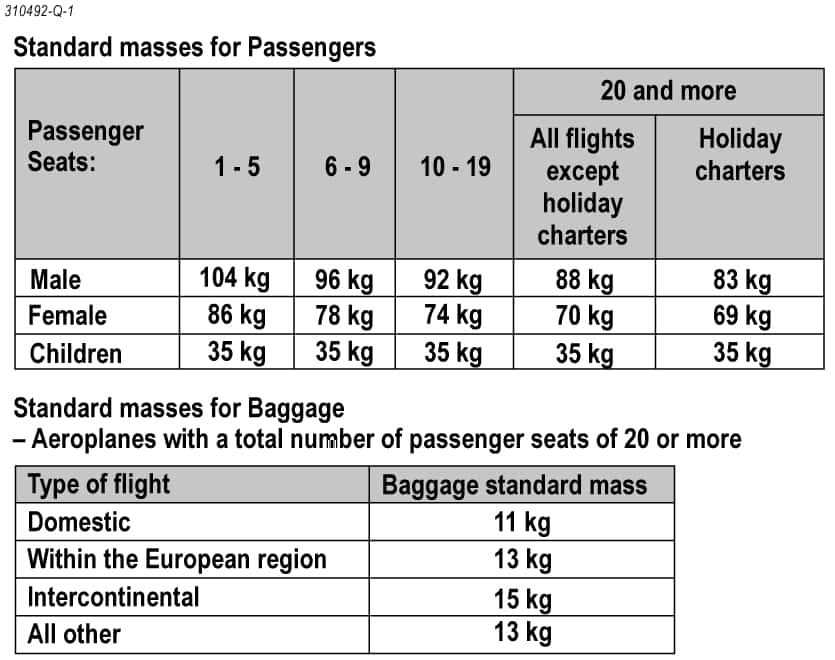 310492-Q-1
Standard masses for Passengers
Passenger Seats: 1 - 5 6 - 9 10 - 19 20 and more
All flights except holiday charters Holiday charters
Male 104 kg 96 kg 92 kg 88 kg 83 kg
Female 86 kg 78 kg 74 kg 70 kg 69 kg
Children 35 kg 35 kg 35 kg 35 kg 35 kg
Standard masses for Baggage
– Aeroplanes with a total number of passenger seats of 20 or more
Type of flight Baggage standard mass
Domestic 11 kg
Within the European region 13 kg
Intercontinental 15 kg
All other 13 kg